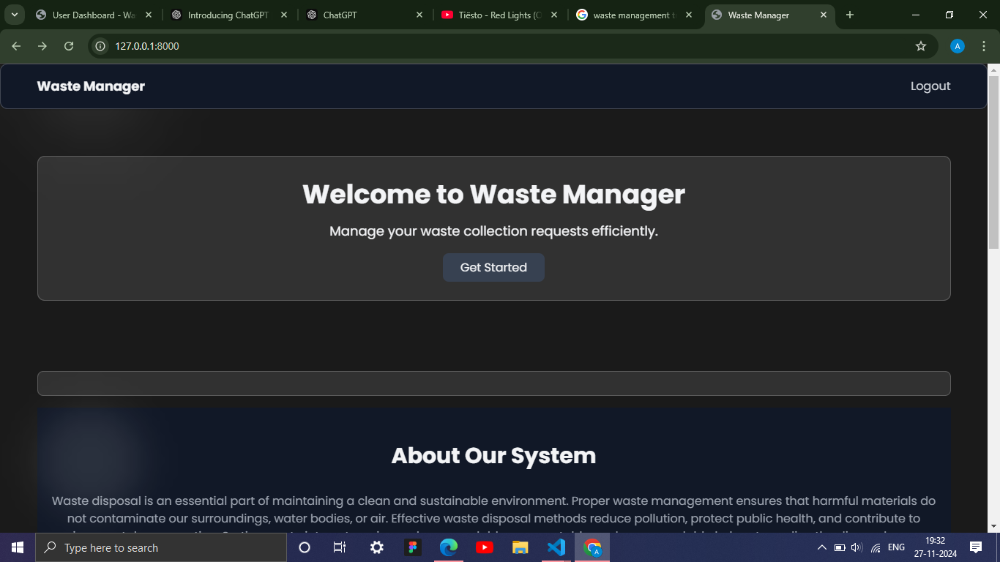 User Dashboard - Wa
Introducing ChatGPT
ChatGPT
Tiësto - Red Lights (O
waste management t
Waste Manager
127.0.0.1:8000
A
Waste Manager
Logout
Welcome to Waste Manager
Manage your waste collection requests efficiently.
Get Started
About Our System
Waste disposal is an essential part of maintaining a clean and sustainable environment. Proper waste management ensures that harmful materials do
not contaminate our surroundings, water bodies, or air. Effective waste disposal methods reduce pollution, protect public health, and contribute to
Type here to search
A
ENG
19:32
27-11-2024